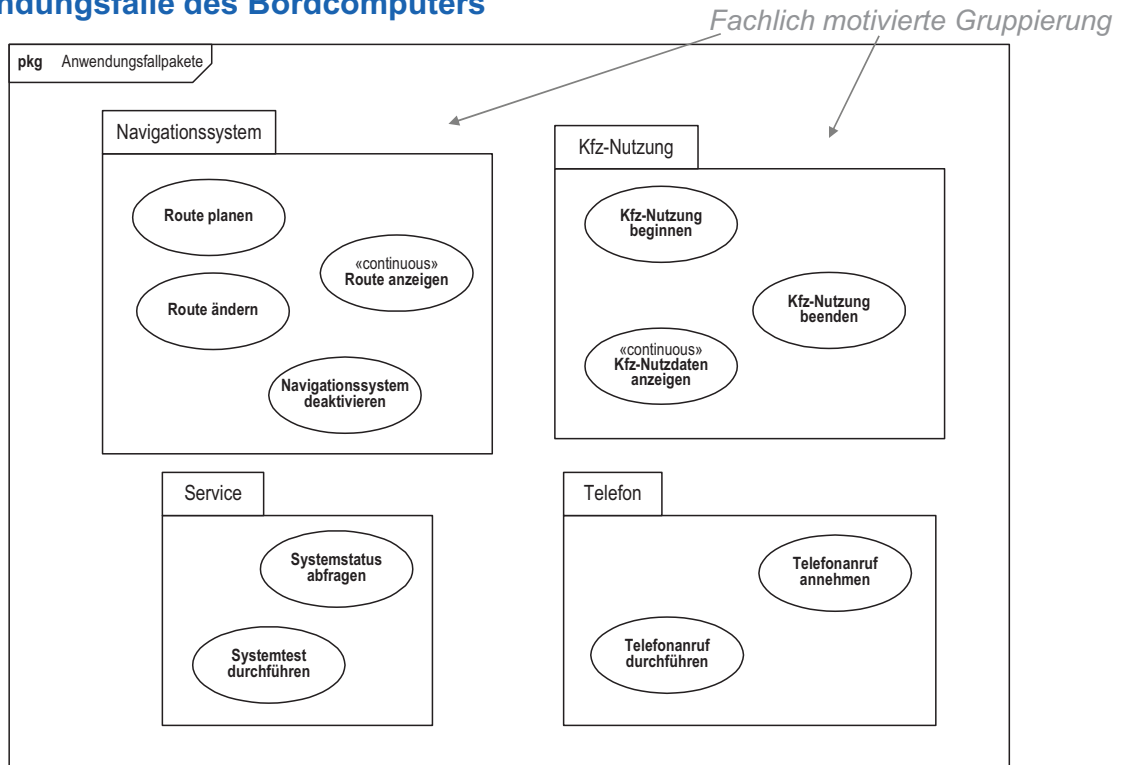 ndungsfälle des Bordcomputers
Fachlich motivierte Gruppierung
pkg Anwendungsfallpakete
Navigationssystem
Route planen
«continuous»
Route anzeigen
Route ändern
Navigationssystem
deaktivieren
Kfz-Nutzung
Kfz-Nutzung
beginnen
Kfz-Nutzung
beenden
«continuous»
Kfz-Nutzdaten
anzeigen
Service
Systemstatus
abfragen
Systemtest
durchführen
Telefon
Telefonanruf
annehmen
Telefonanruf
durchführen